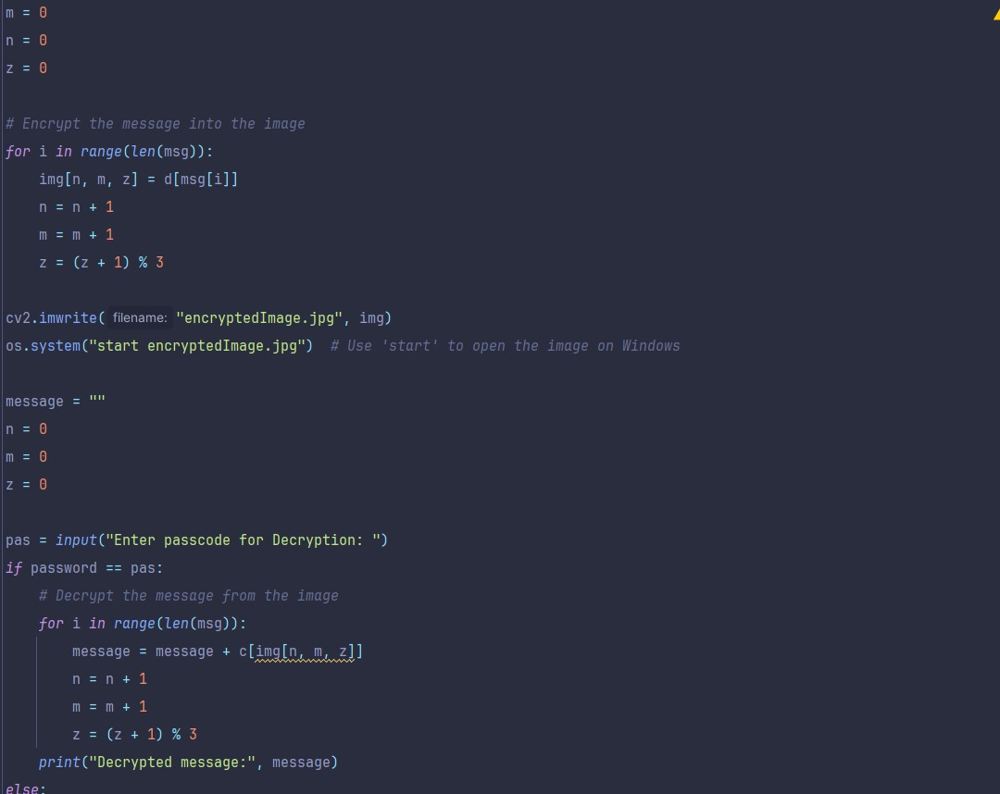 m = 0
n = 0
z = 0
# Encrypt the message into the image
for i in range(len(msg)):
    img[n, m, z] = d[msg[i]]
    n = n + 1
    m = m + 1
    z = (z + 1) % 3
cv2.imwrite( filename: "encryptedImage.jpg", img)
os.system("start encryptedImage.jpg")  # Use 'start' to open the image on Windows
message = ""
n = 0
m = 0
z = 0
pas = input("Enter passcode for Decryption: ")
if password == pas:
    # Decrypt the message from the image
    for i in range(len(msg)):
        message = message + c[img[n, m, z]]
        n = n + 1
        m = m + 1
        z = (z + 1) % 3
    print("Decrypted message:", message)
else: